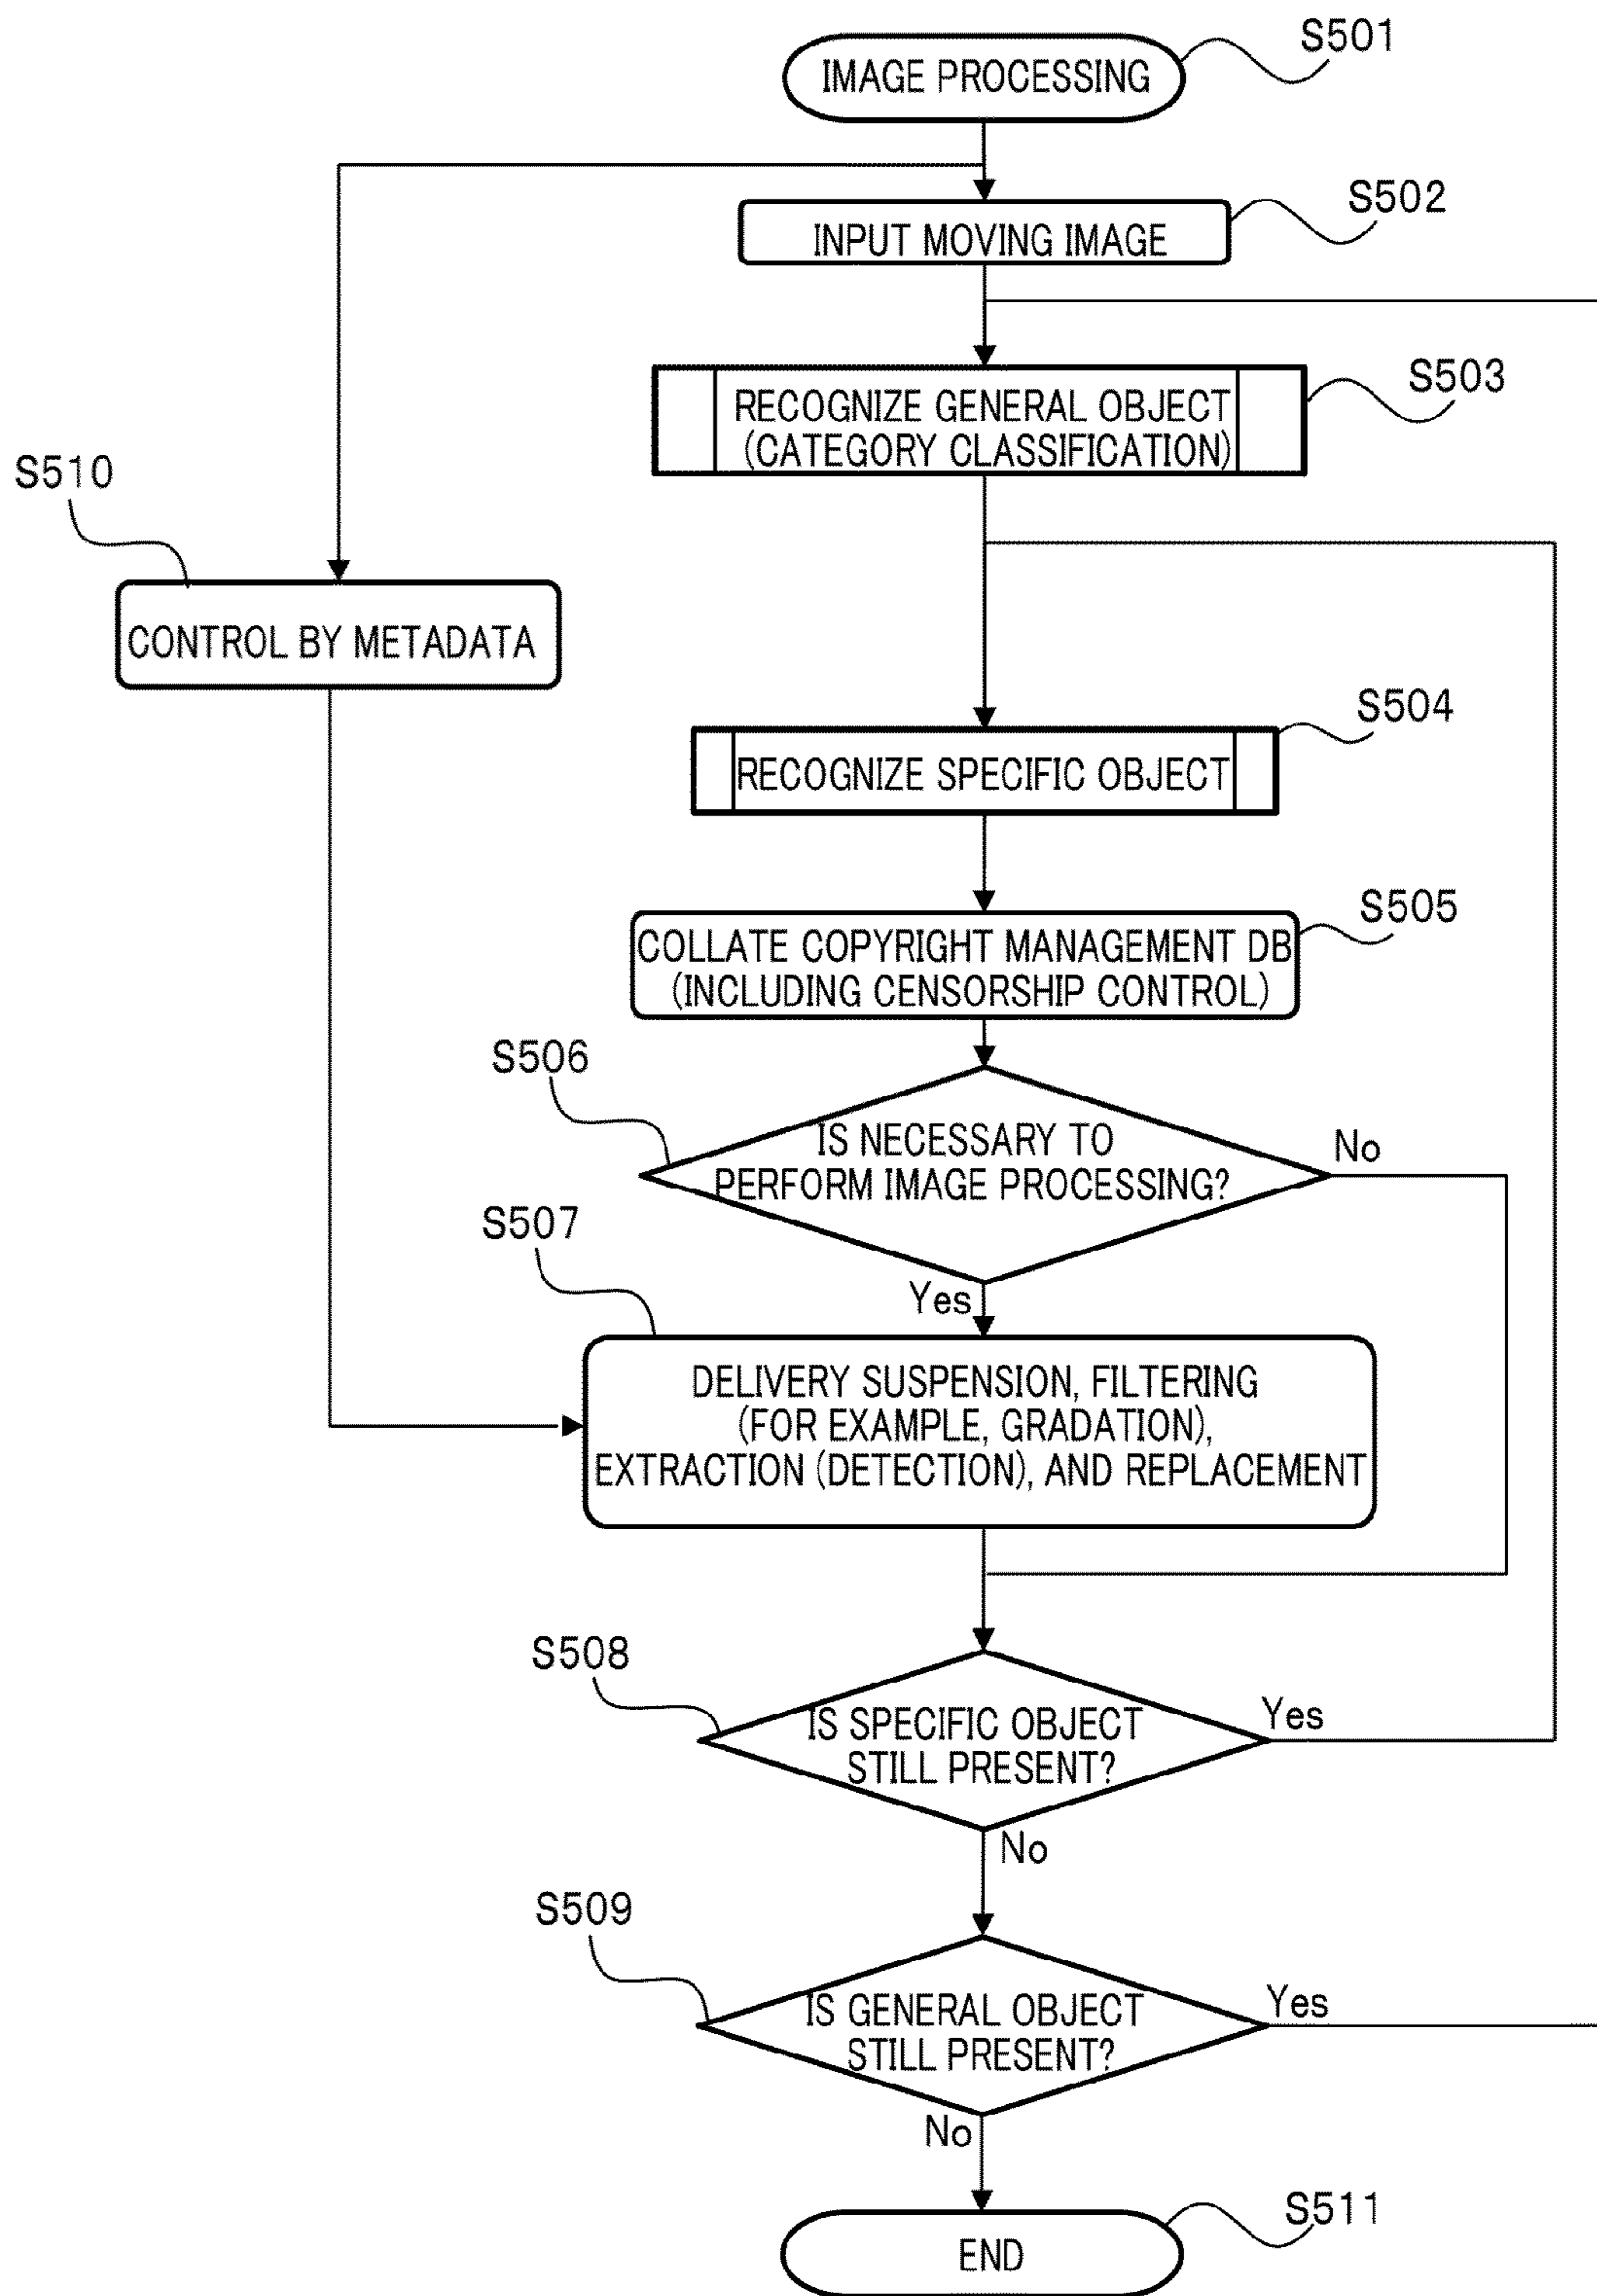 S501
IMAGE PROCESSING
S502
INPUT MOVING IMAGE
S503
RECOGNIZE GENERAL OBJECT
(CATEGORY CLASSIFICATION)
S510
CONTROL BY METADATA
S504
RECOGNIZE SPECIFIC OBJECT
S505
COLLATE COPYRIGHT MANAGEMENT DB
(INCLUDING CENSORSHIP CONTROL)
S506
IS NECESSARY TO
PERFORM IMAGE PROCESSING?
No
S507
Yes
DELIVERY SUSPENSION, FILTERING
(FOR EXAMPLE, GRADATION),
EXTRACTION (DETECTION), AND REPLACEMENT
S508
IS SPECIFIC OBJECT
STILL PRESENT?
Yes
No
S509
IS GENERAL OBJECT
STILL PRESENT?
Yes
No
S511
END